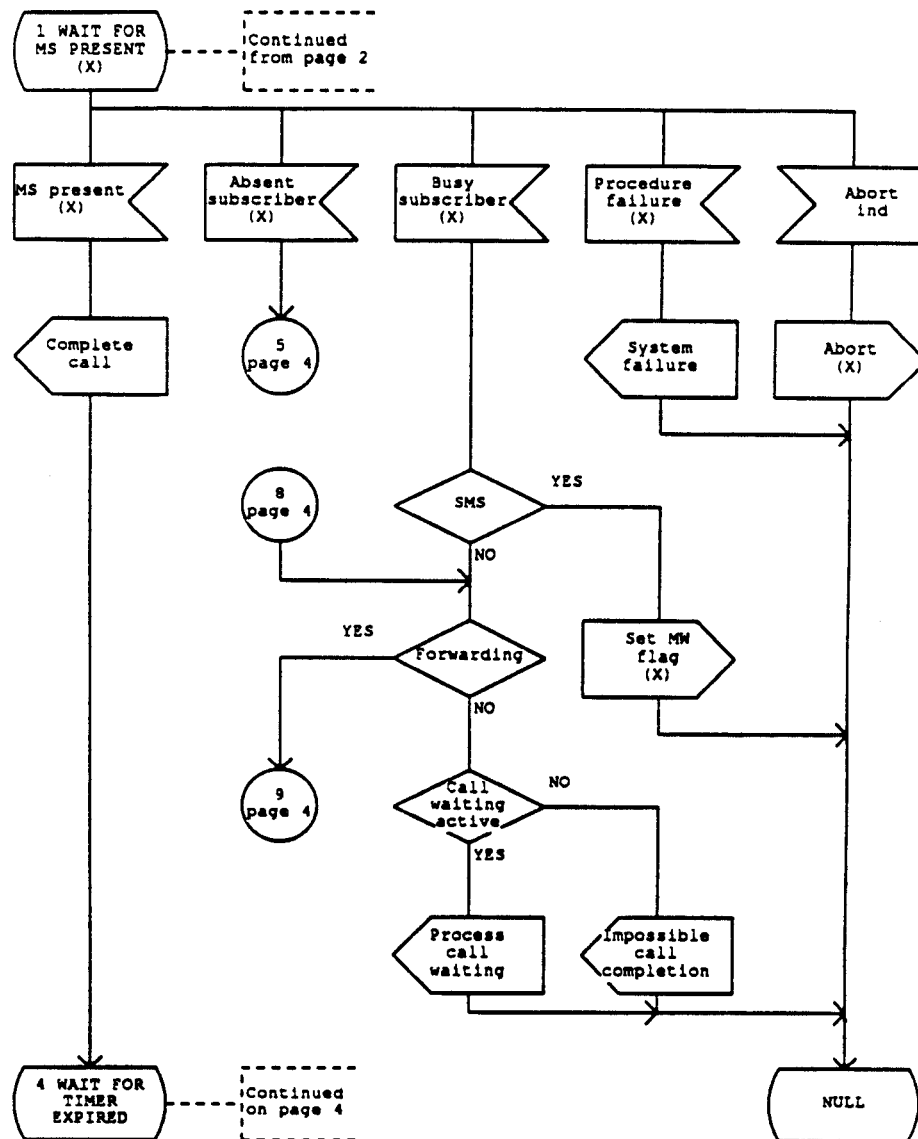 1 WAIT FOR
MS PRESENT
(X)
Continued
from page 2
MS present
(X)
Absent
subscriber
(X)
Busy
subscriber
(X)
Procedure
failure
(X)
Abort
ind
Complete
call
5
page 4
System
failure
Abort
(X)
8
page 4
SMS
YES
NO
YES
Forwarding
Set MW
flag
(X)
NO
9
page 4
Call
waiting
active
NO
YES
Process
call
waiting
Impossible
call
completion
4 WAIT FOR
TIMER
EXPIRED
Continued
on page 4
NULL